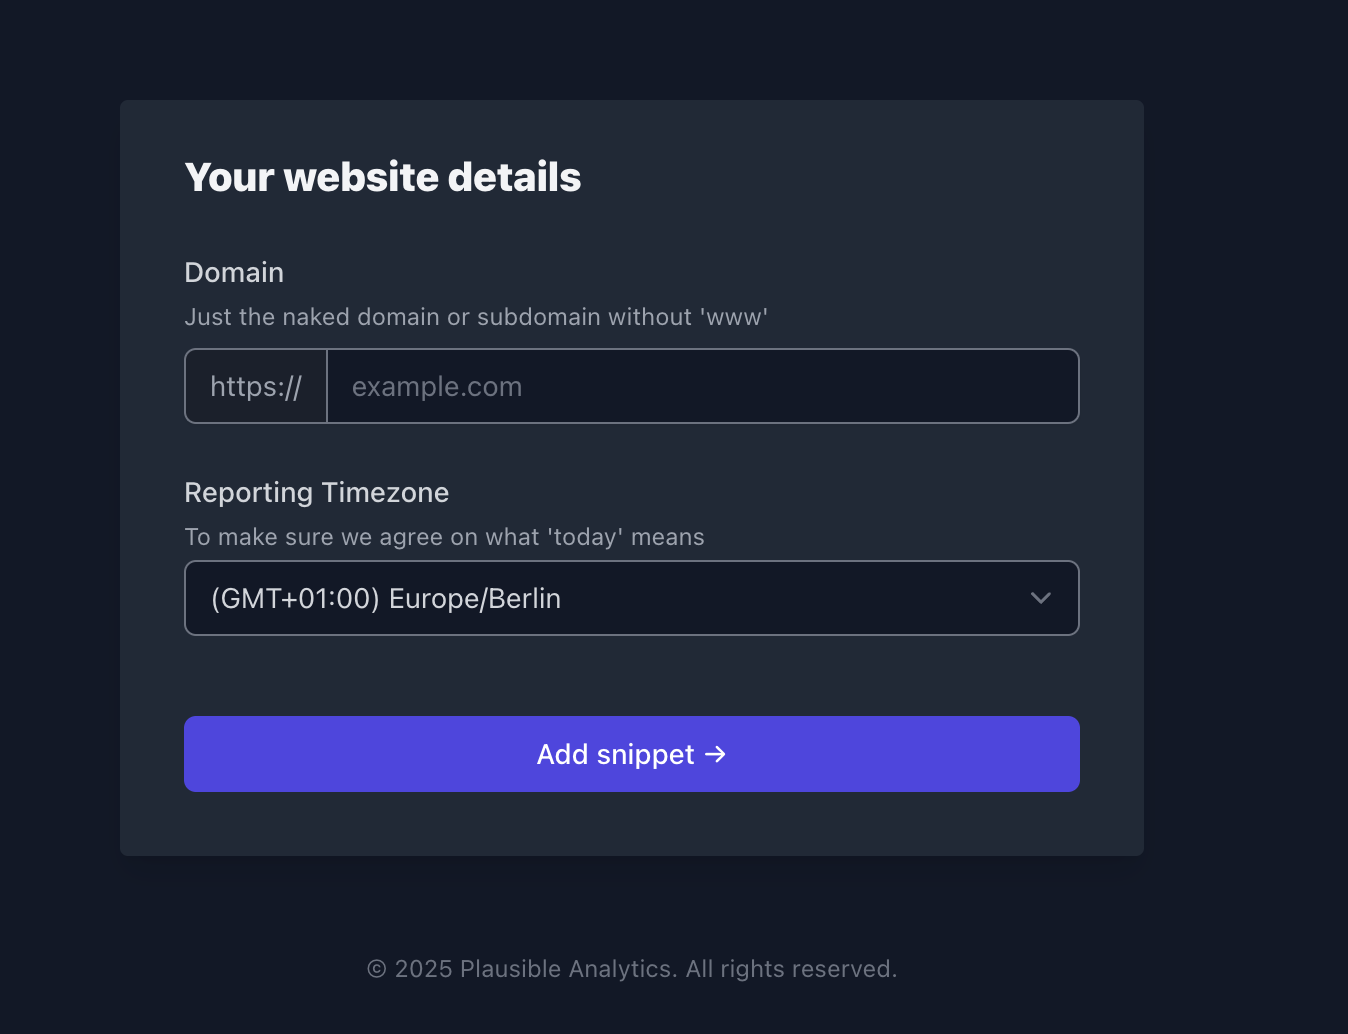 Your website details
Domain
Just the naked domain or subdomain without 'www'
https:// example.com
Reporting Timezone
To make sure we agree on what 'today' means
(GMT+01:00) Europe/Berlin
Add snippet →
© 2025 Plausible Analytics. All rights reserved.